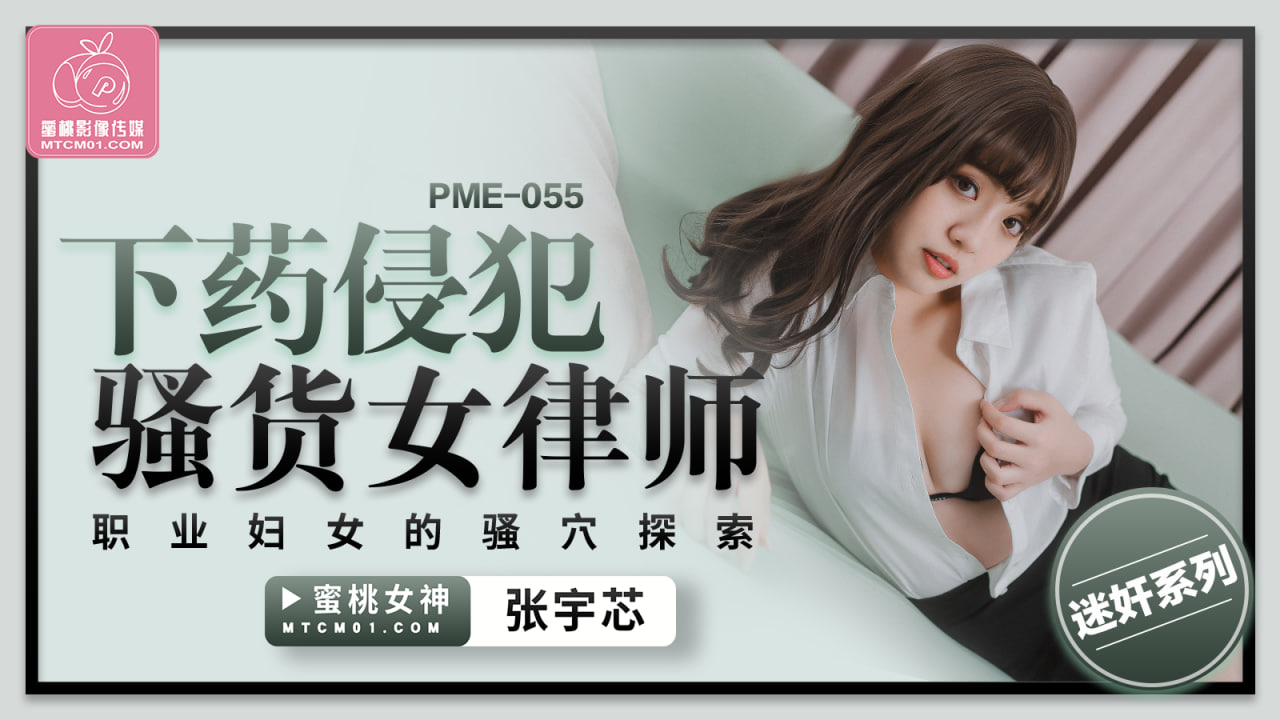 蜜桃影像传媒
MTCM01.COM
PME-055
下药侵犯
骚货女律师
职业妇女的骚穴探索
蜜桃女神
MTCM01.COM
张宇芯
迷奸系列